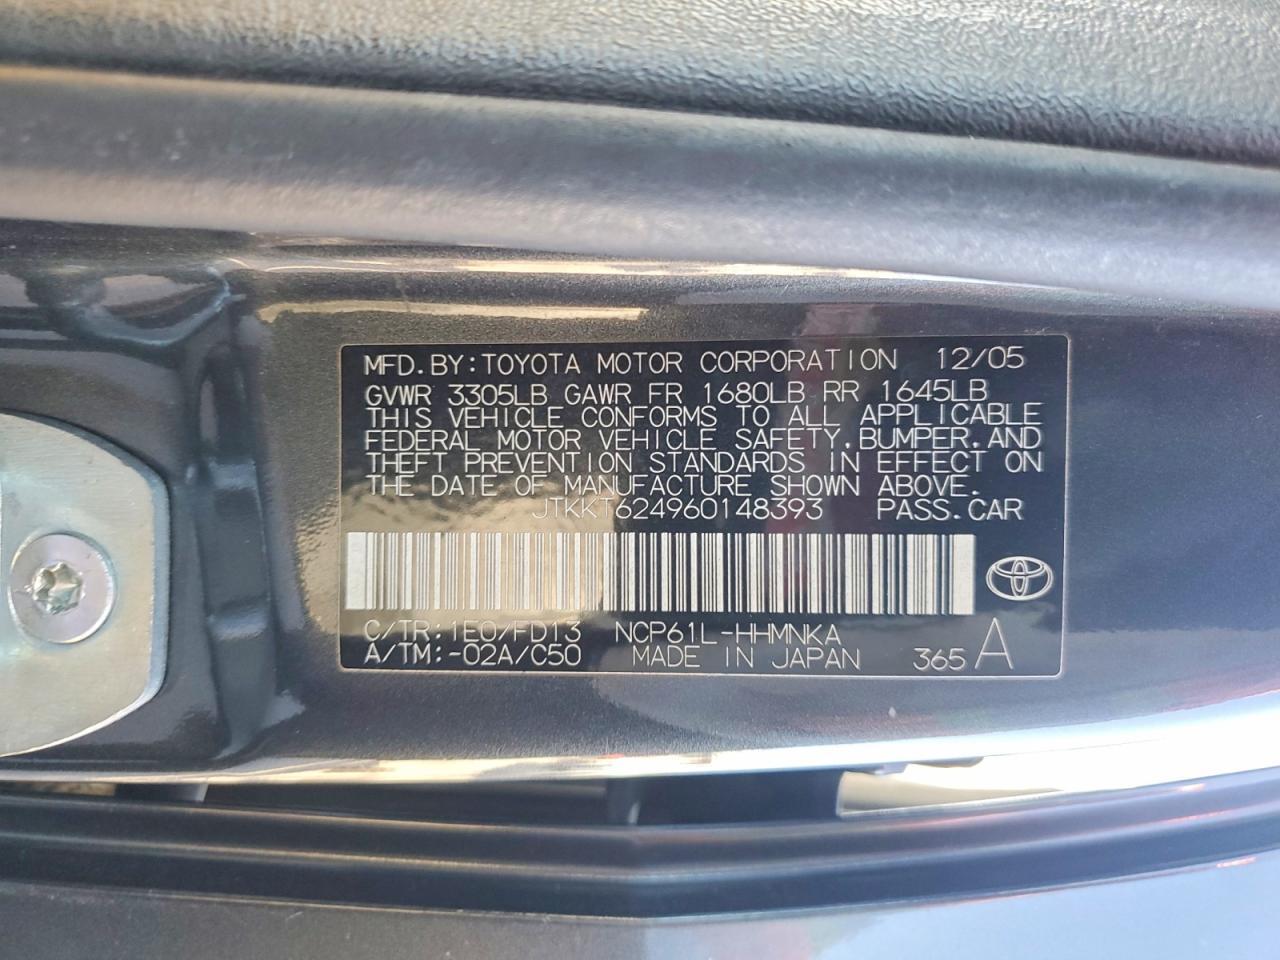 MFD.BY:TOYOTA MOTOR CORPORATION 12/05
GVWR 3305LB GAWR FR 1680LB RR 1645LB
THIS VEHICLE CONFORMS TO ALL APPLICABLE
FEDERAL MOTOR VEHICLE SAFETY,BUMPER,AND
THEFT PREVENTION STANDARDS IN EFFECT ON
THE DATE OF MANUFACTURE SHOWN ABOVE.
JTKKT624960148393 PASS.CAR
C/TR:1E0/FD13 NCP61L-HHMNKA
A/TM:-02A/C50 MADE IN JAPAN 365 A